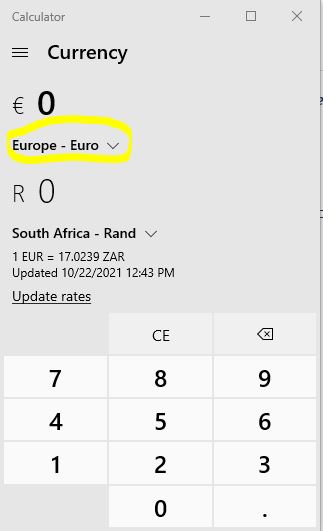 Calculator
Currency
€ 0
Europe - Euro
R 0
South Africa - Rand
1 EUR = 17.0239 ZAR
Updated 10/22/2021 12:43 PM
Update rates
CE
7 8 9
4 5 6
1 2 3
0 .